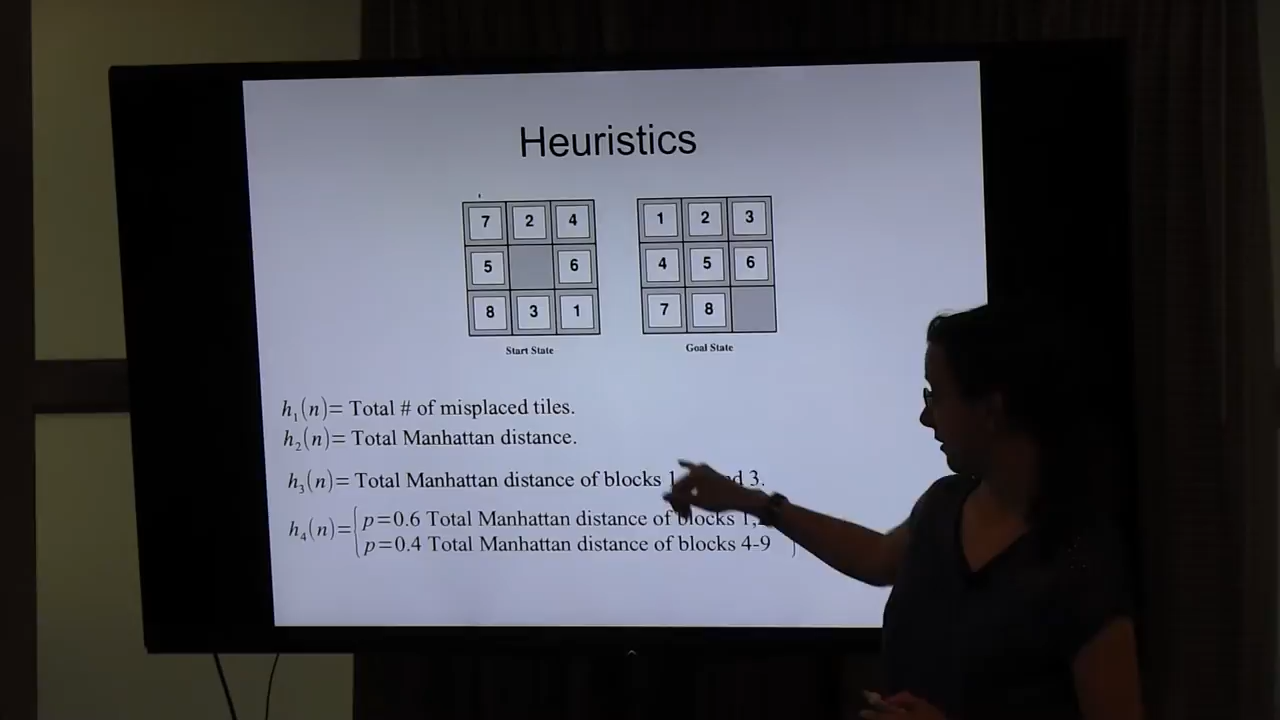 Heuristics
7 2 4
5 6
8 3 1
Start State
1 2 3
4 5 6
7 8
Goal State
h₁(n)= Total # of misplaced tiles.
h₂(n)= Total Manhattan distance.
h₃(n)= Total Manhattan distance of blocks 1 3.
h₄(n)= { p=0.6 Total Manhattan distance of blocks 1,
p=0.4 Total Manhattan distance of blocks 4-9